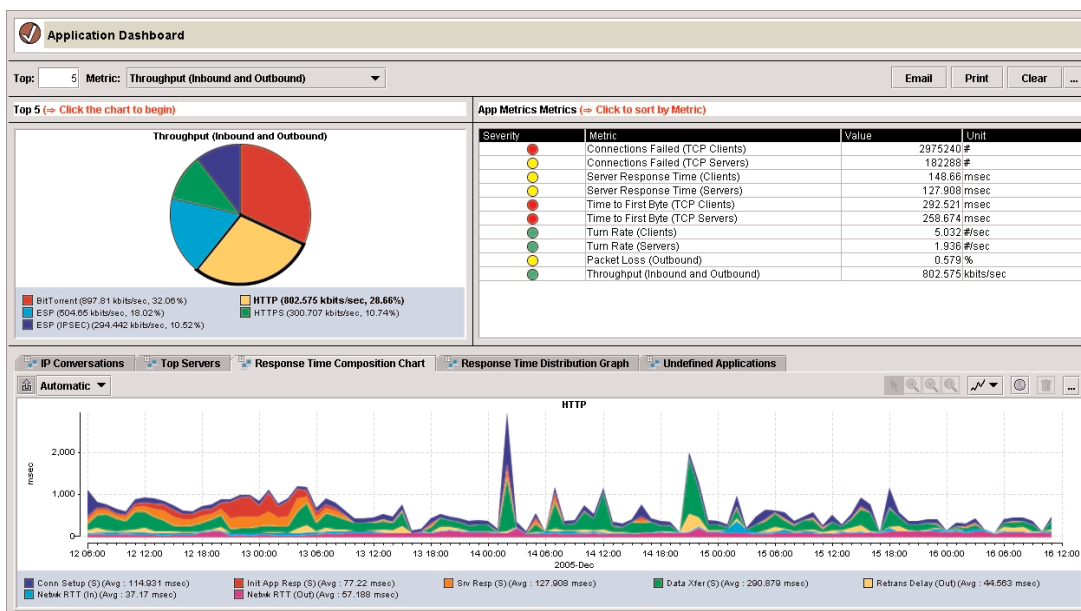 Application Dashboard
Top: 5 Metric: Throughput (Inbound and Outbound) Email Print Clear ...
Top 5 (⇒ Click the chart to begin)
Throughput (Inbound and Outbound)
BitTorrent (897.81 kbits/sec, 32.06%) HTTP (802.575 kbits/sec, 28.66%)
ESP (504.65 kbits/sec, 18.02%) HTTPS (300.707 kbits/sec, 10.74%)
ESP (IPSEC) (294.442 kbits/sec, 10.52%)
App Metrics Metrics (⇒ Click to sort by Metric)
Severity Metric Value Unit
Connections Failed (TCP Clients) 2975240 #
Connections Failed (TCP Servers) 182288 #
Server Response Time (Clients) 148.66 msec
Server Response Time (Servers) 127.908 msec
Time to First Byte (TCP Clients) 292.521 msec
Time to First Byte (TCP Servers) 258.674 msec
Turn Rate (Clients) 5.032 #/sec
Turn Rate (Servers) 1.936 #/sec
Packet Loss (Outbound) 0.579 %
Throughput (Inbound and Outbound) 802.575 kbits/sec
IP Conversations Top Servers Response Time Composition Chart Response Time Distribution Graph Undefined Applications
Automatic ...
HTTP
msec
2,000
1,000
0
12 06:00 12 12:00 12 18:00 13 00:00 13 06:00 13 12:00 13 18:00 14 00:00 14 06:00 14 12:00 14 18:00 15 00:00 15 06:00 15 12:00 15 18:00 16 00:00 16 06:00 16 12:00
2005-Dec
Conn Setup (S) (Avg : 114.931 msec) Init App Resp (S) (Avg : 77.22 msec) Srv Resp (S) (Avg : 127.908 msec) Data Xfer (S) (Avg : 290.879 msec) Retrans Delay (Out) (Avg : 44.563 msec)
Netwk RTT (In) (Avg : 37.17 msec) Netwk RTT (Out) (Avg : 57.188 msec)